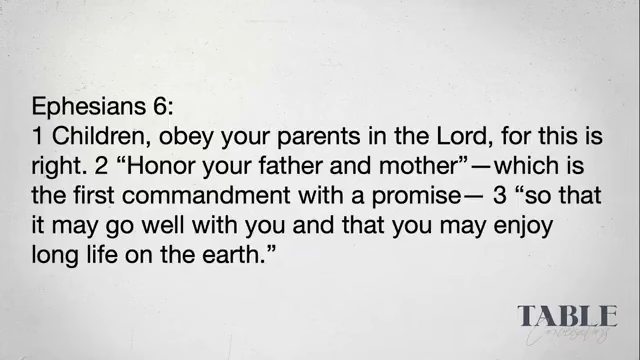 Ephesians 6:
1 Children, obey your parents in the Lord, for this is
right. 2 “Honor your father and mother”—which is
the first commandment with a promise— 3 “so that
it may go well with you and that you may enjoy
long life on the earth.”
TABLE
Conversations